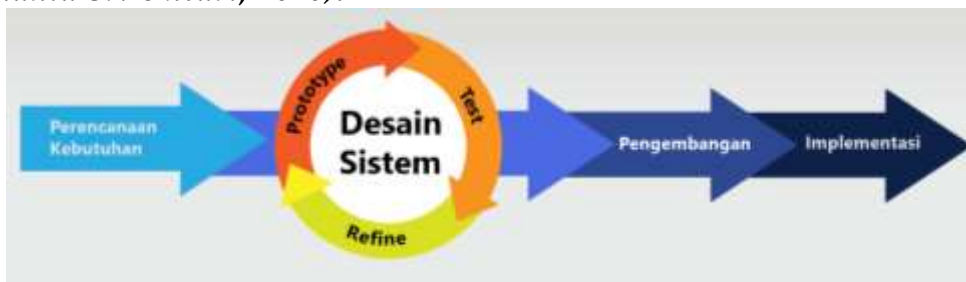 Perencanaan
Kebutuhan
Prototype
Test
Desain
Sistem
Refine
Pengembangan
Implementasi